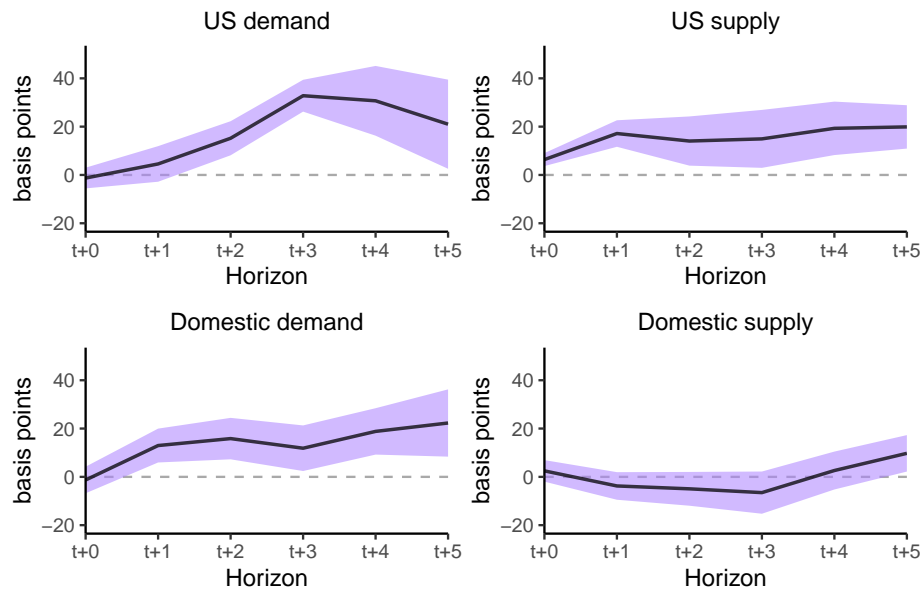 US demand
basis points
40
20
0
−20
t+0 t+1 t+2 t+3 t+4 t+5
Horizon
US supply
basis points
40
20
0
−20
t+0 t+1 t+2 t+3 t+4 t+5
Horizon
Domestic demand
basis points
40
20
0
−20
t+0 t+1 t+2 t+3 t+4 t+5
Horizon
Domestic supply
basis points
40
20
0
−20
t+0 t+1 t+2 t+3 t+4 t+5
Horizon